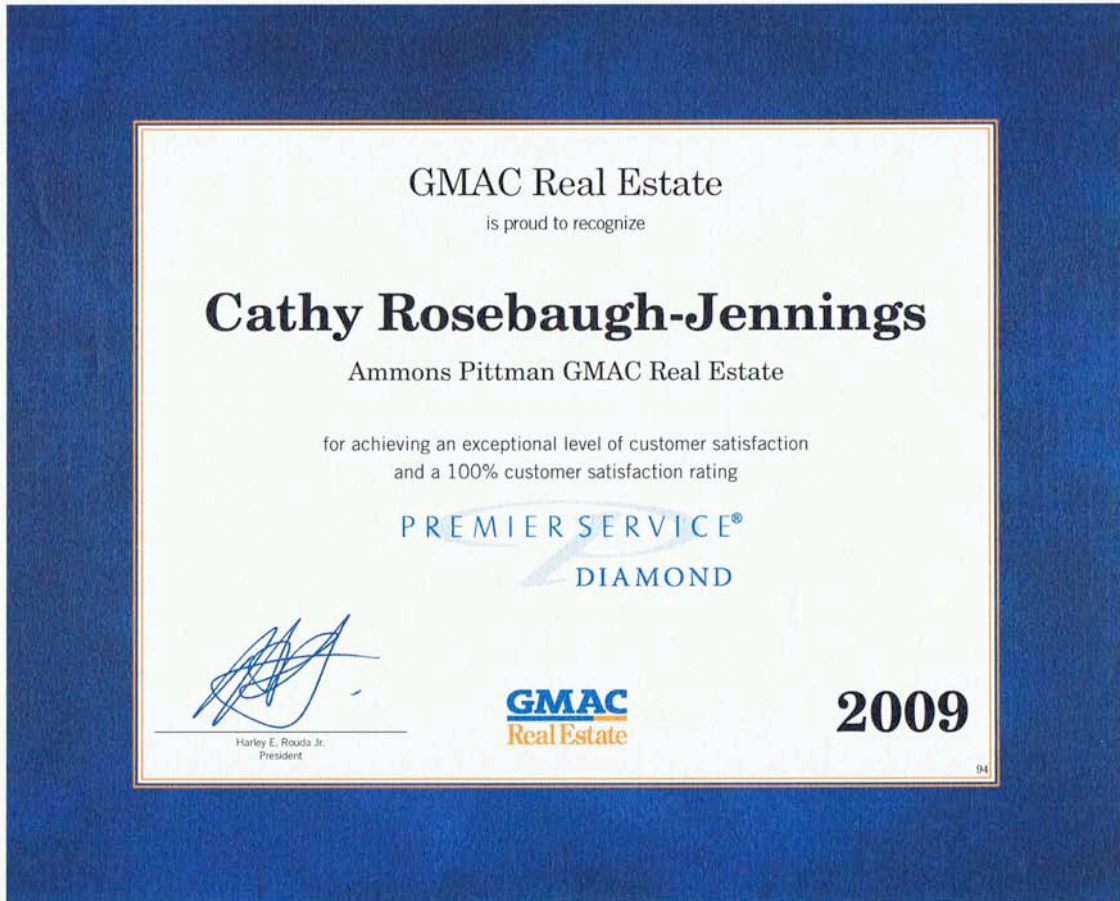 GMAC Real Estate
is proud to recognize
Cathy Rosebaugh-Jennings
Ammons Pittman GMAC Real Estate
for achieving an exceptional level of customer satisfaction
and a 100% customer satisfaction rating
PREMIER SERVICE®
DIAMOND
Harley E. Rouda Jr.
President
GMAC
Real Estate
2009
94